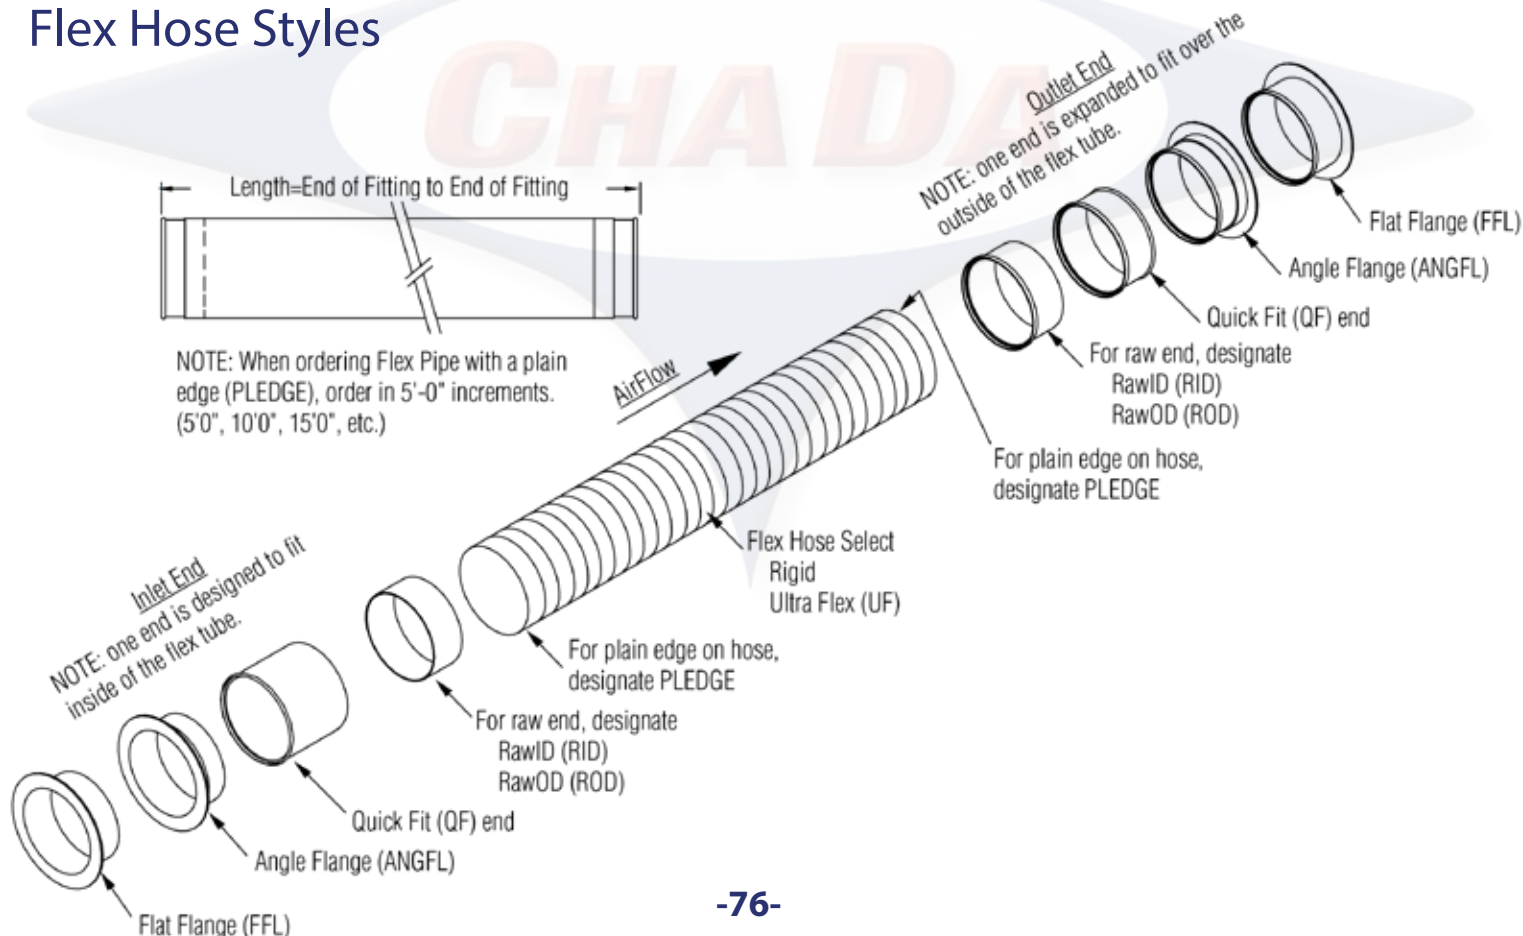 Flex Hose Styles
CHADA
Length=End of Fitting to End of Fitting
NOTE: When ordering Flex Pipe with a plain
edge (PLEDGE), order in 5'-0" increments.
(5'0", 10'0", 15'0", etc.)
Outlet End
NOTE: one end is expanded to fit over the
outside of the flex tube.
Flat Flange (FFL)
Angle Flange (ANGFL)
Quick Fit (QF) end
For raw end, designate
RawID (RID)
RawOD (ROD)
For plain edge on hose,
designate PLEDGE
AirFlow
Flex Hose Select
Rigid
Ultra Flex (UF)
Inlet End
NOTE: one end is designed to fit
inside of the flex tube.
For plain edge on hose,
designate PLEDGE
For raw end, designate
RawID (RID)
RawOD (ROD)
Quick Fit (QF) end
Angle Flange (ANGFL)
Flat Flange (FFL)
-76-